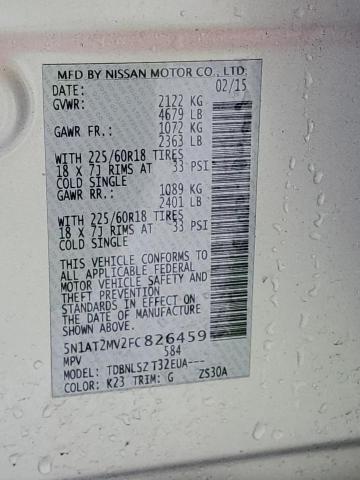 MFD BY NISSAN MOTOR CO., LTD.
DATE: 02/15
GVWR: 2122 KG
4679 LB
GAWR FR.: 1072 KG
2363 LB
WITH 225/60R18 TIRES
18 X 7J RIMS AT 33 PSI
COLD SINGLE
GAWR RR.: 1089 KG
2401 LB
WITH 225/60R18 TIRES
18 X 7J RIMS AT 33 PSI
COLD SINGLE
THIS VEHICLE CONFORMS TO
ALL APPLICABLE FEDERAL
MOTOR VEHICLE SAFETY AND
THEFT PREVENTION
STANDARDS IN EFFECT ON
THE DATE OF MANUFACTURE
SHOWN ABOVE.
5N1AT2MV2FC826459
MPV 584
MODEL: TDBNLSZ T32EUA---
COLOR: K23 TRIM: G ZS30A